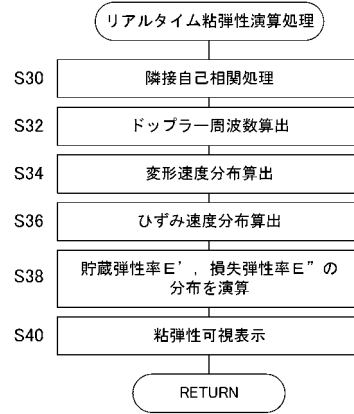 リアルタイム粘弾性演算処理
S30
隣接自己相関処理
S32
ドップラー周波数算出
S34
変形速度分布算出
S36
ひずみ速度分布算出
S38
貯蔵弾性率E',損失弾性率E"の
分布を演算
S40
粘弾性可視表示
RETURN